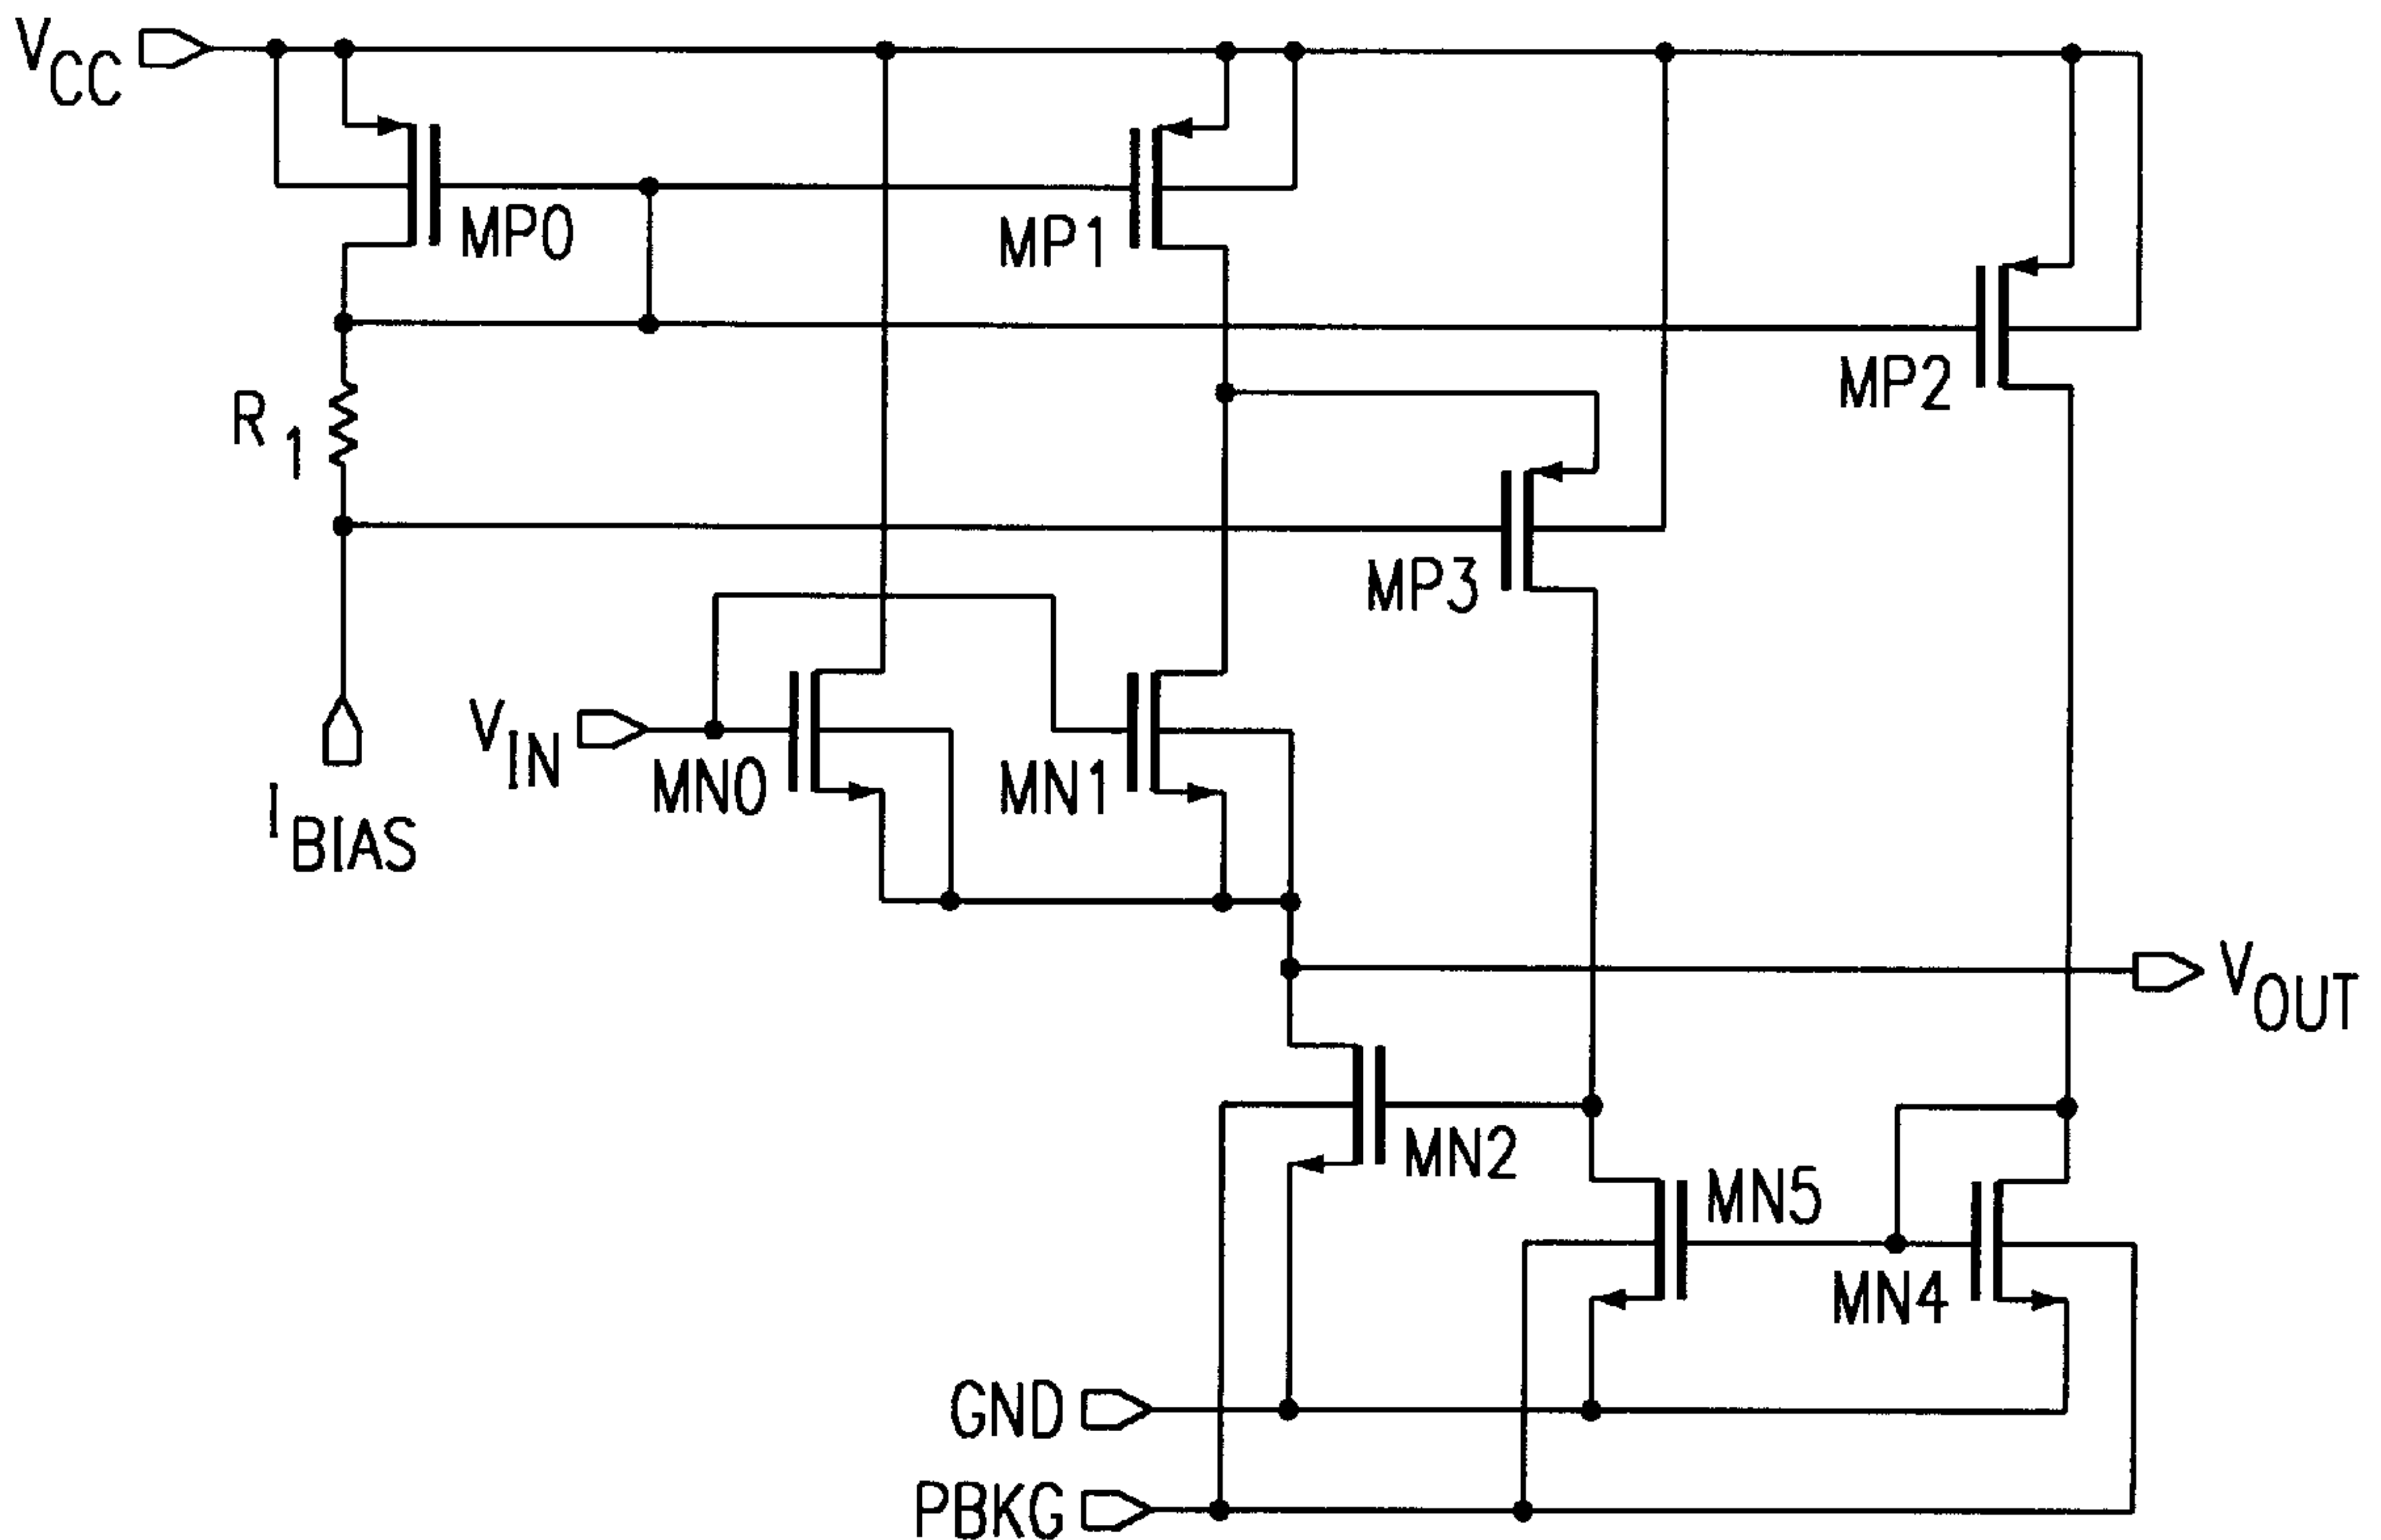 VCC
MP0
MP1
MP2
R1
MP3
VIN
MN0
MN1
IBIAS
VOUT
MN2
MN5
MN4
GND
PBKG